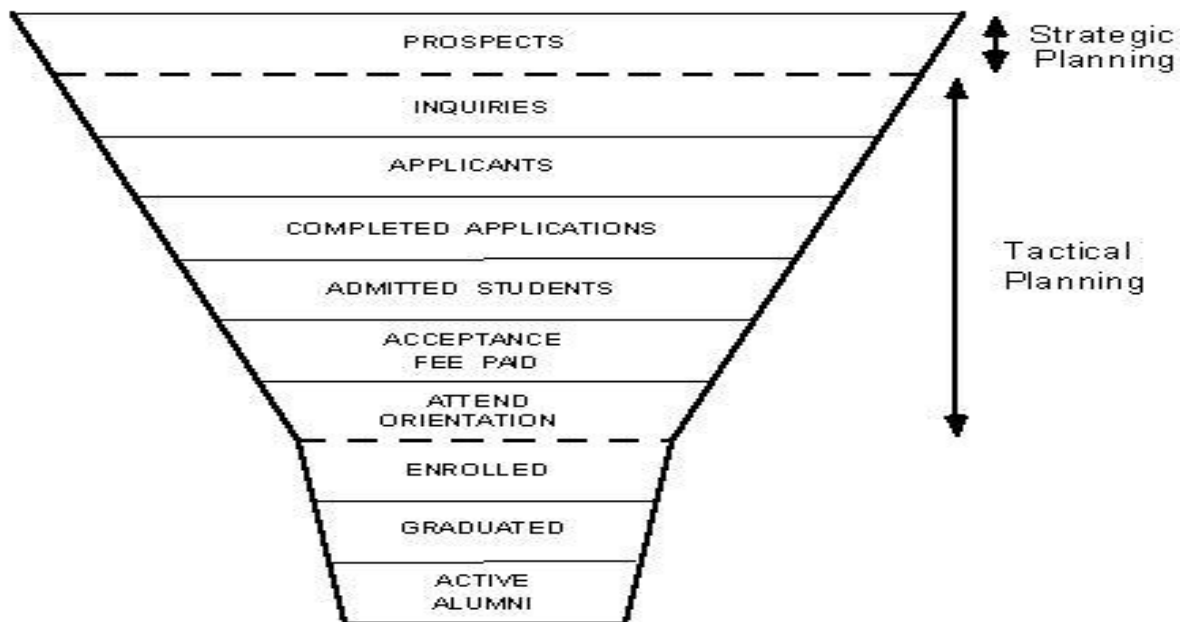 PROSPECTS
Strategic
Planning
INQUIRIES
APPLICANTS
COMPLETED APPLICATIONS
Tactical
Planning
ADMITTED STUDENTS
ACCEPTANCE
FEE PAID
ATTEND
ORIENTATION
ENROLLED
GRADUATED
ACTIVE
ALUMNI